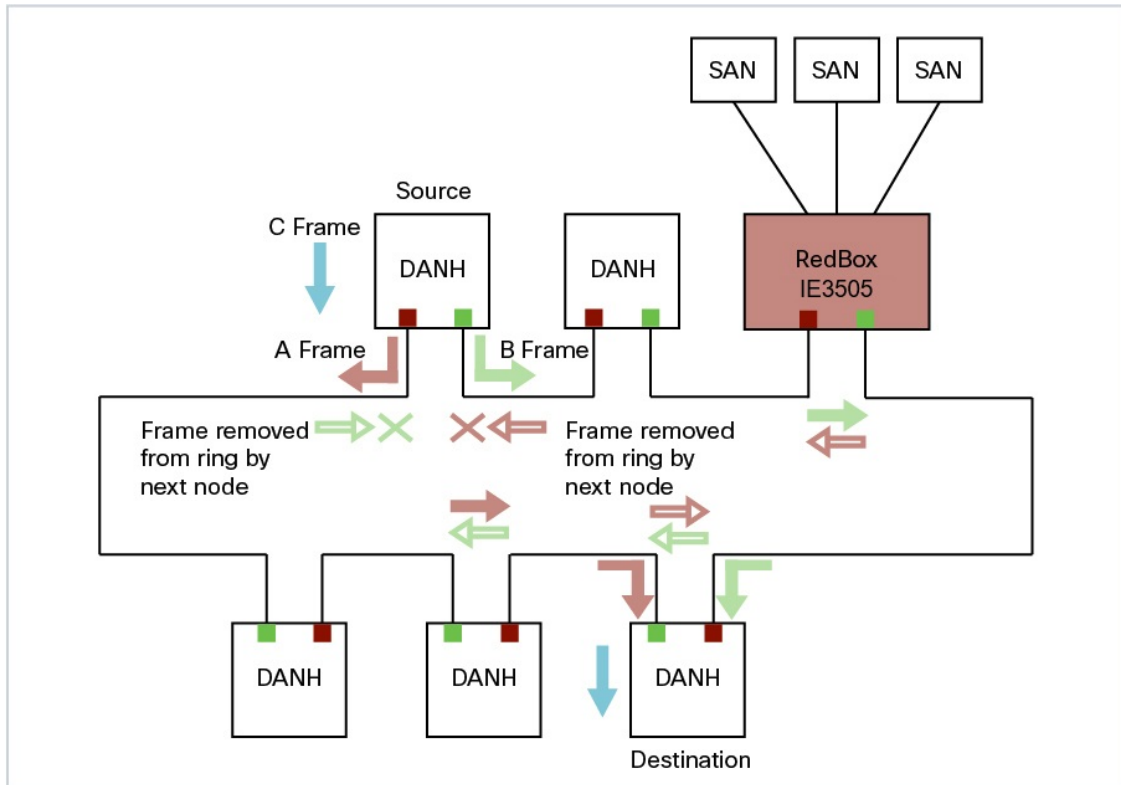 SAN
SAN
SAN
Source
C Frame
DANH
DANH
RedBox
IE3505
A Frame
B Frame
Frame removed
from ring by
next node
Frame removed
from ring by
next node
DANH
DANH
DANH
Destination